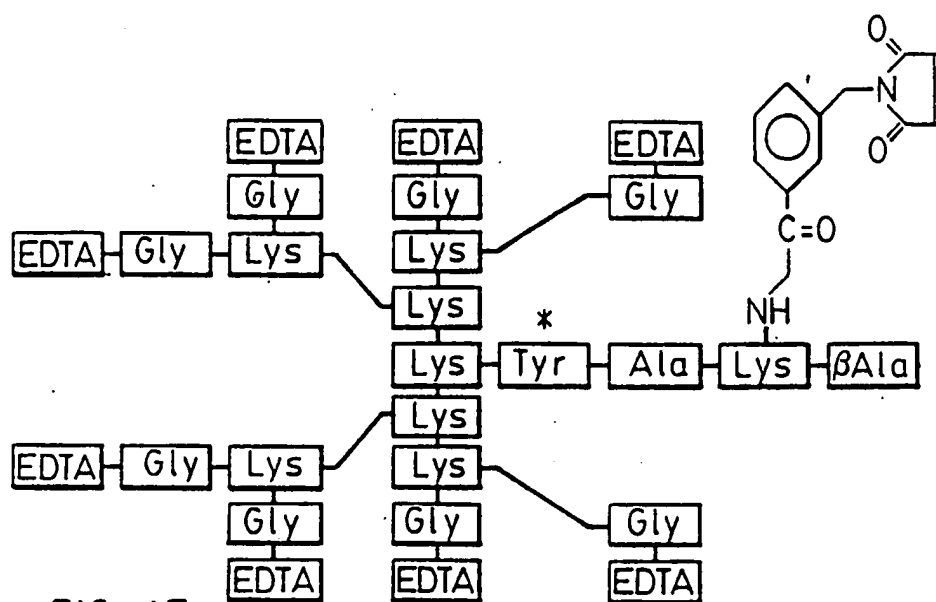 O
N
O
EDTA EDTA EDTA
Gly Gly Gly
C=O
EDTA Gly Lys Lys
Lys
NH
*
Lys Tyr Ala Lys βAla
Lys
EDTA Gly Lys Lys
Gly Gly Gly
EDTA EDTA EDTA